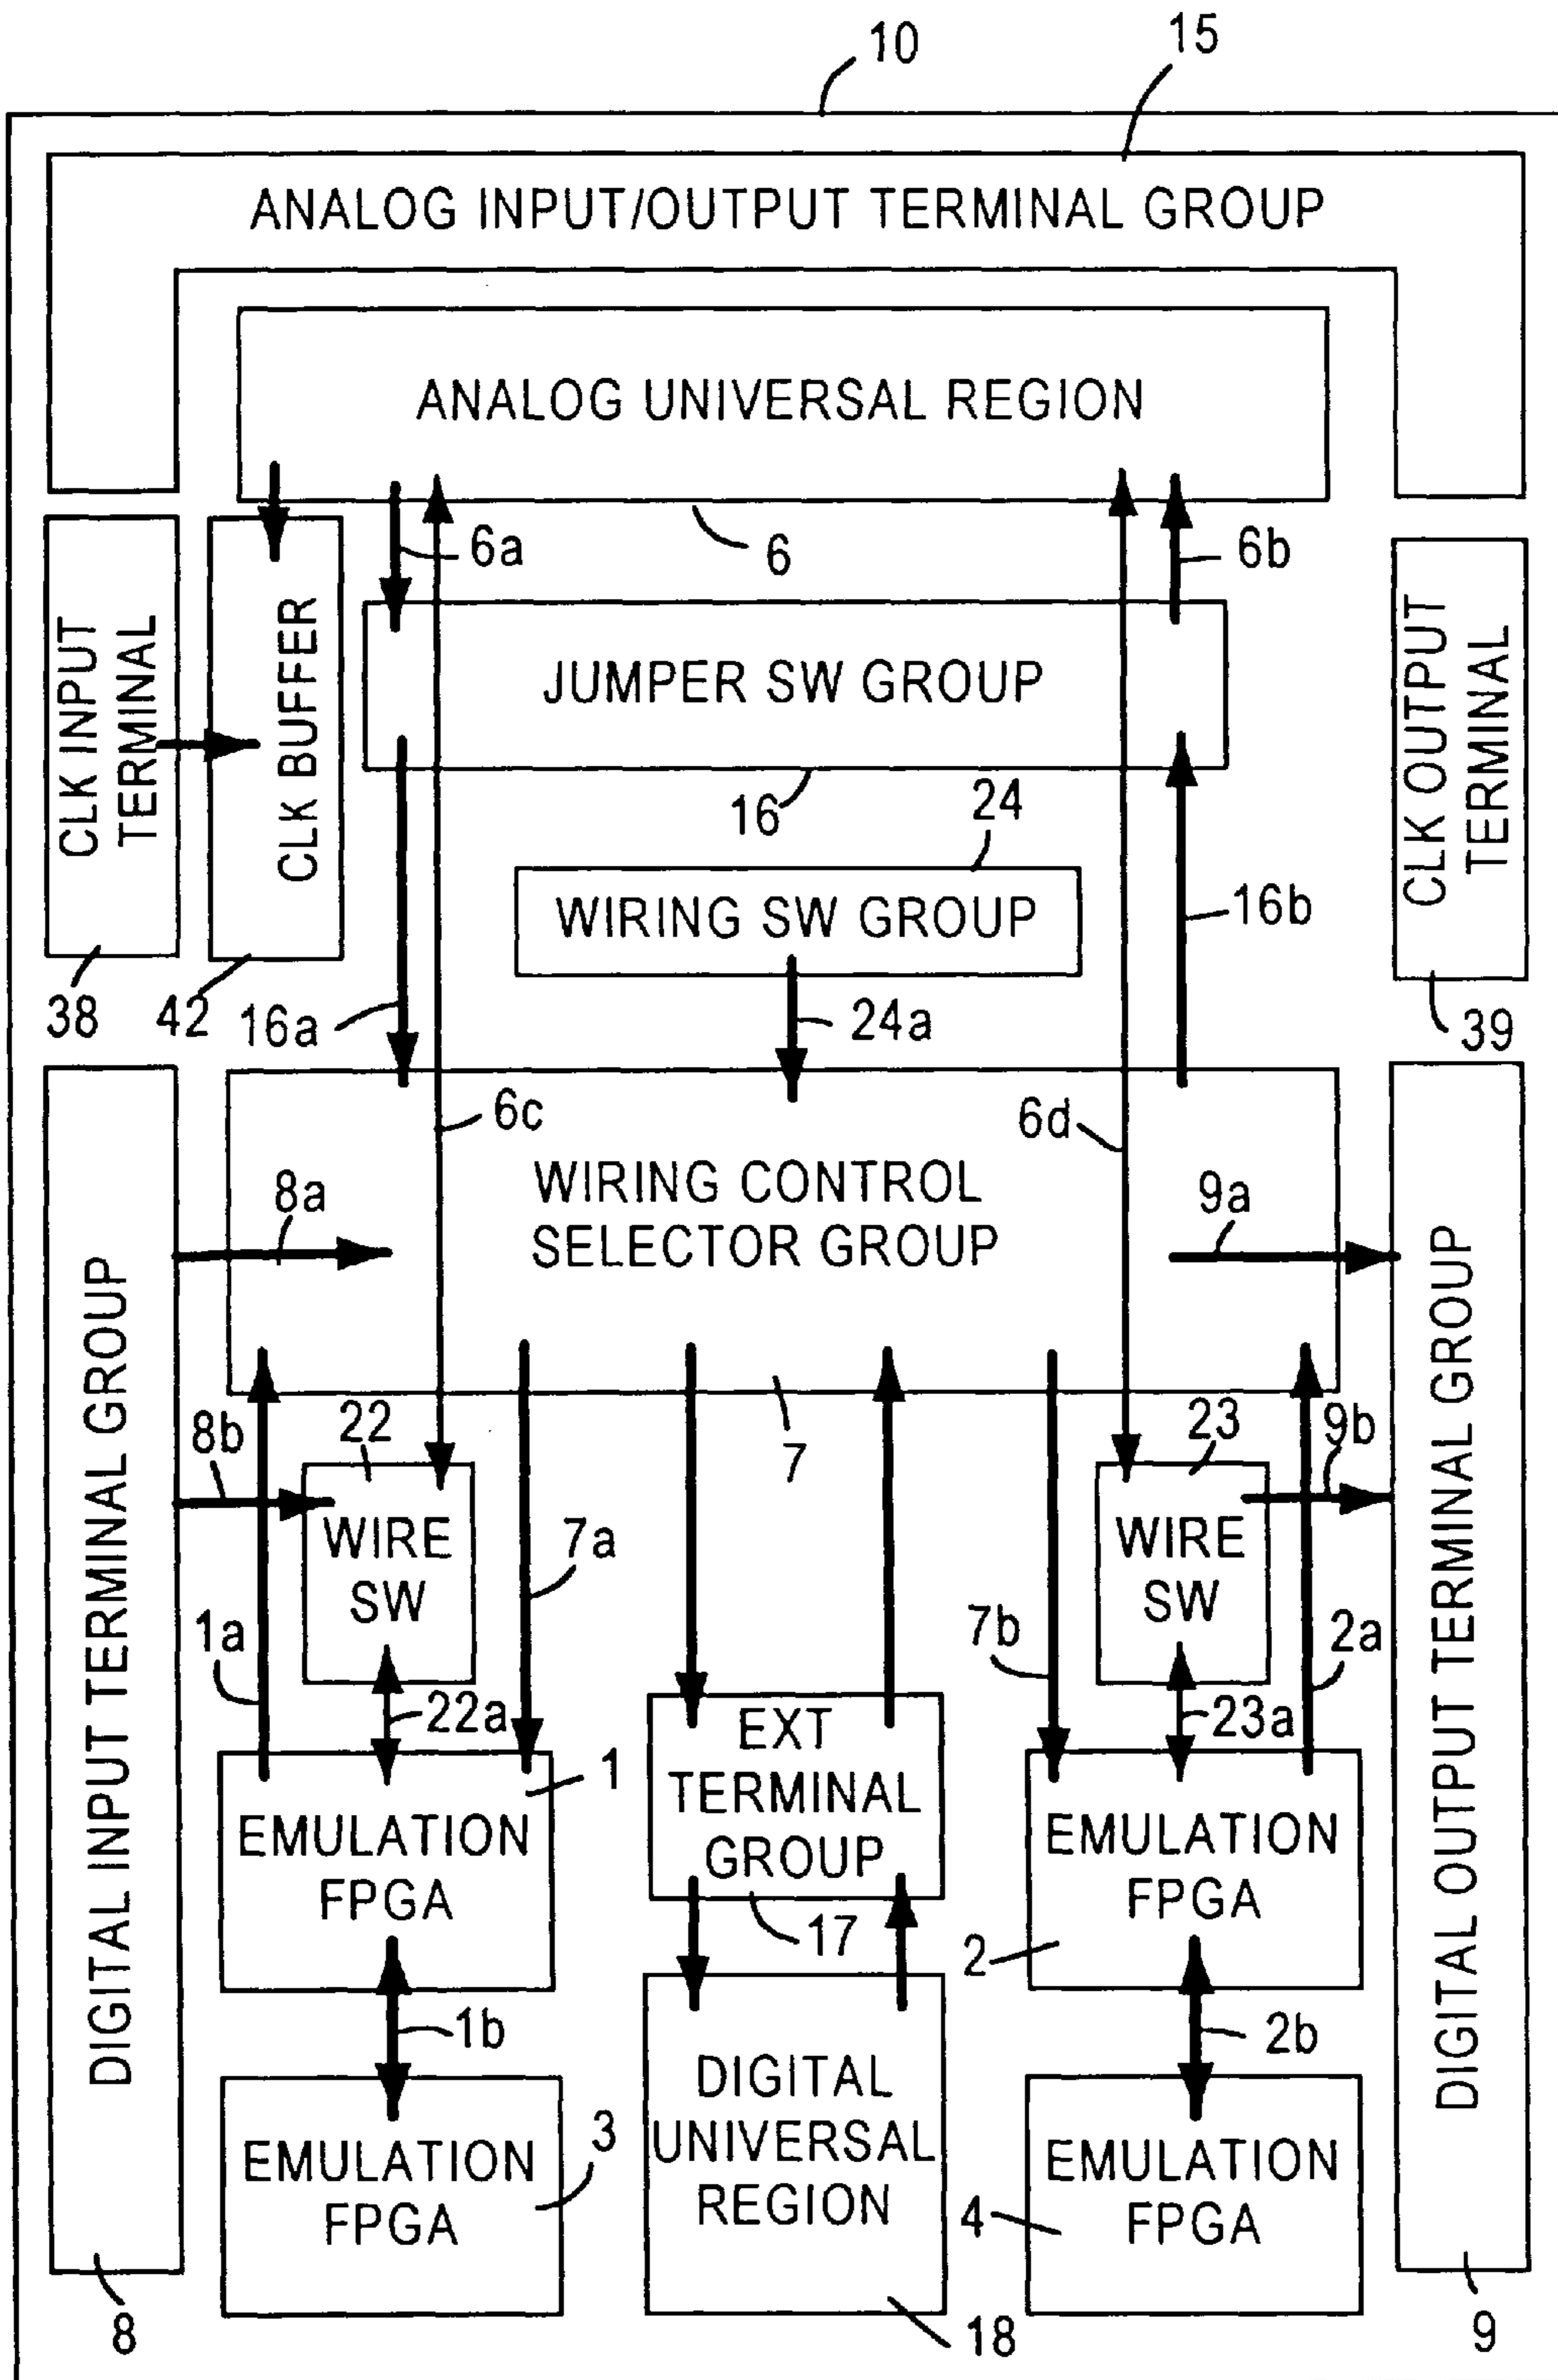 10
15
ANALOG INPUT/OUTPUT TERMINAL GROUP
ANALOG UNIVERSAL REGION
6a
6
6b
CLK INPUT
TERMINAL
CLK BUFFER
JUMPER SW GROUP
CLK OUTPUT
TERMINAL
16
24
WIRING SW GROUP
16b
38
42
16a
24a
39
6c
6d
WIRING CONTROL
SELECTOR GROUP
8a
9a
DIGITAL INPUT TERMINAL GROUP
DIGITAL OUTPUT TERMINAL GROUP
8b
22
7
23
9b
WIRE
SW
7a
WIRE
SW
1a
7b
2a
22a
23a
1
EMULATION
FPGA
EXT
TERMINAL
GROUP
EMULATION
FPGA
17
2
1b
2b
EMULATION
FPGA
3
DIGITAL
UNIVERSAL
REGION
EMULATION
FPGA
4
8
18
9